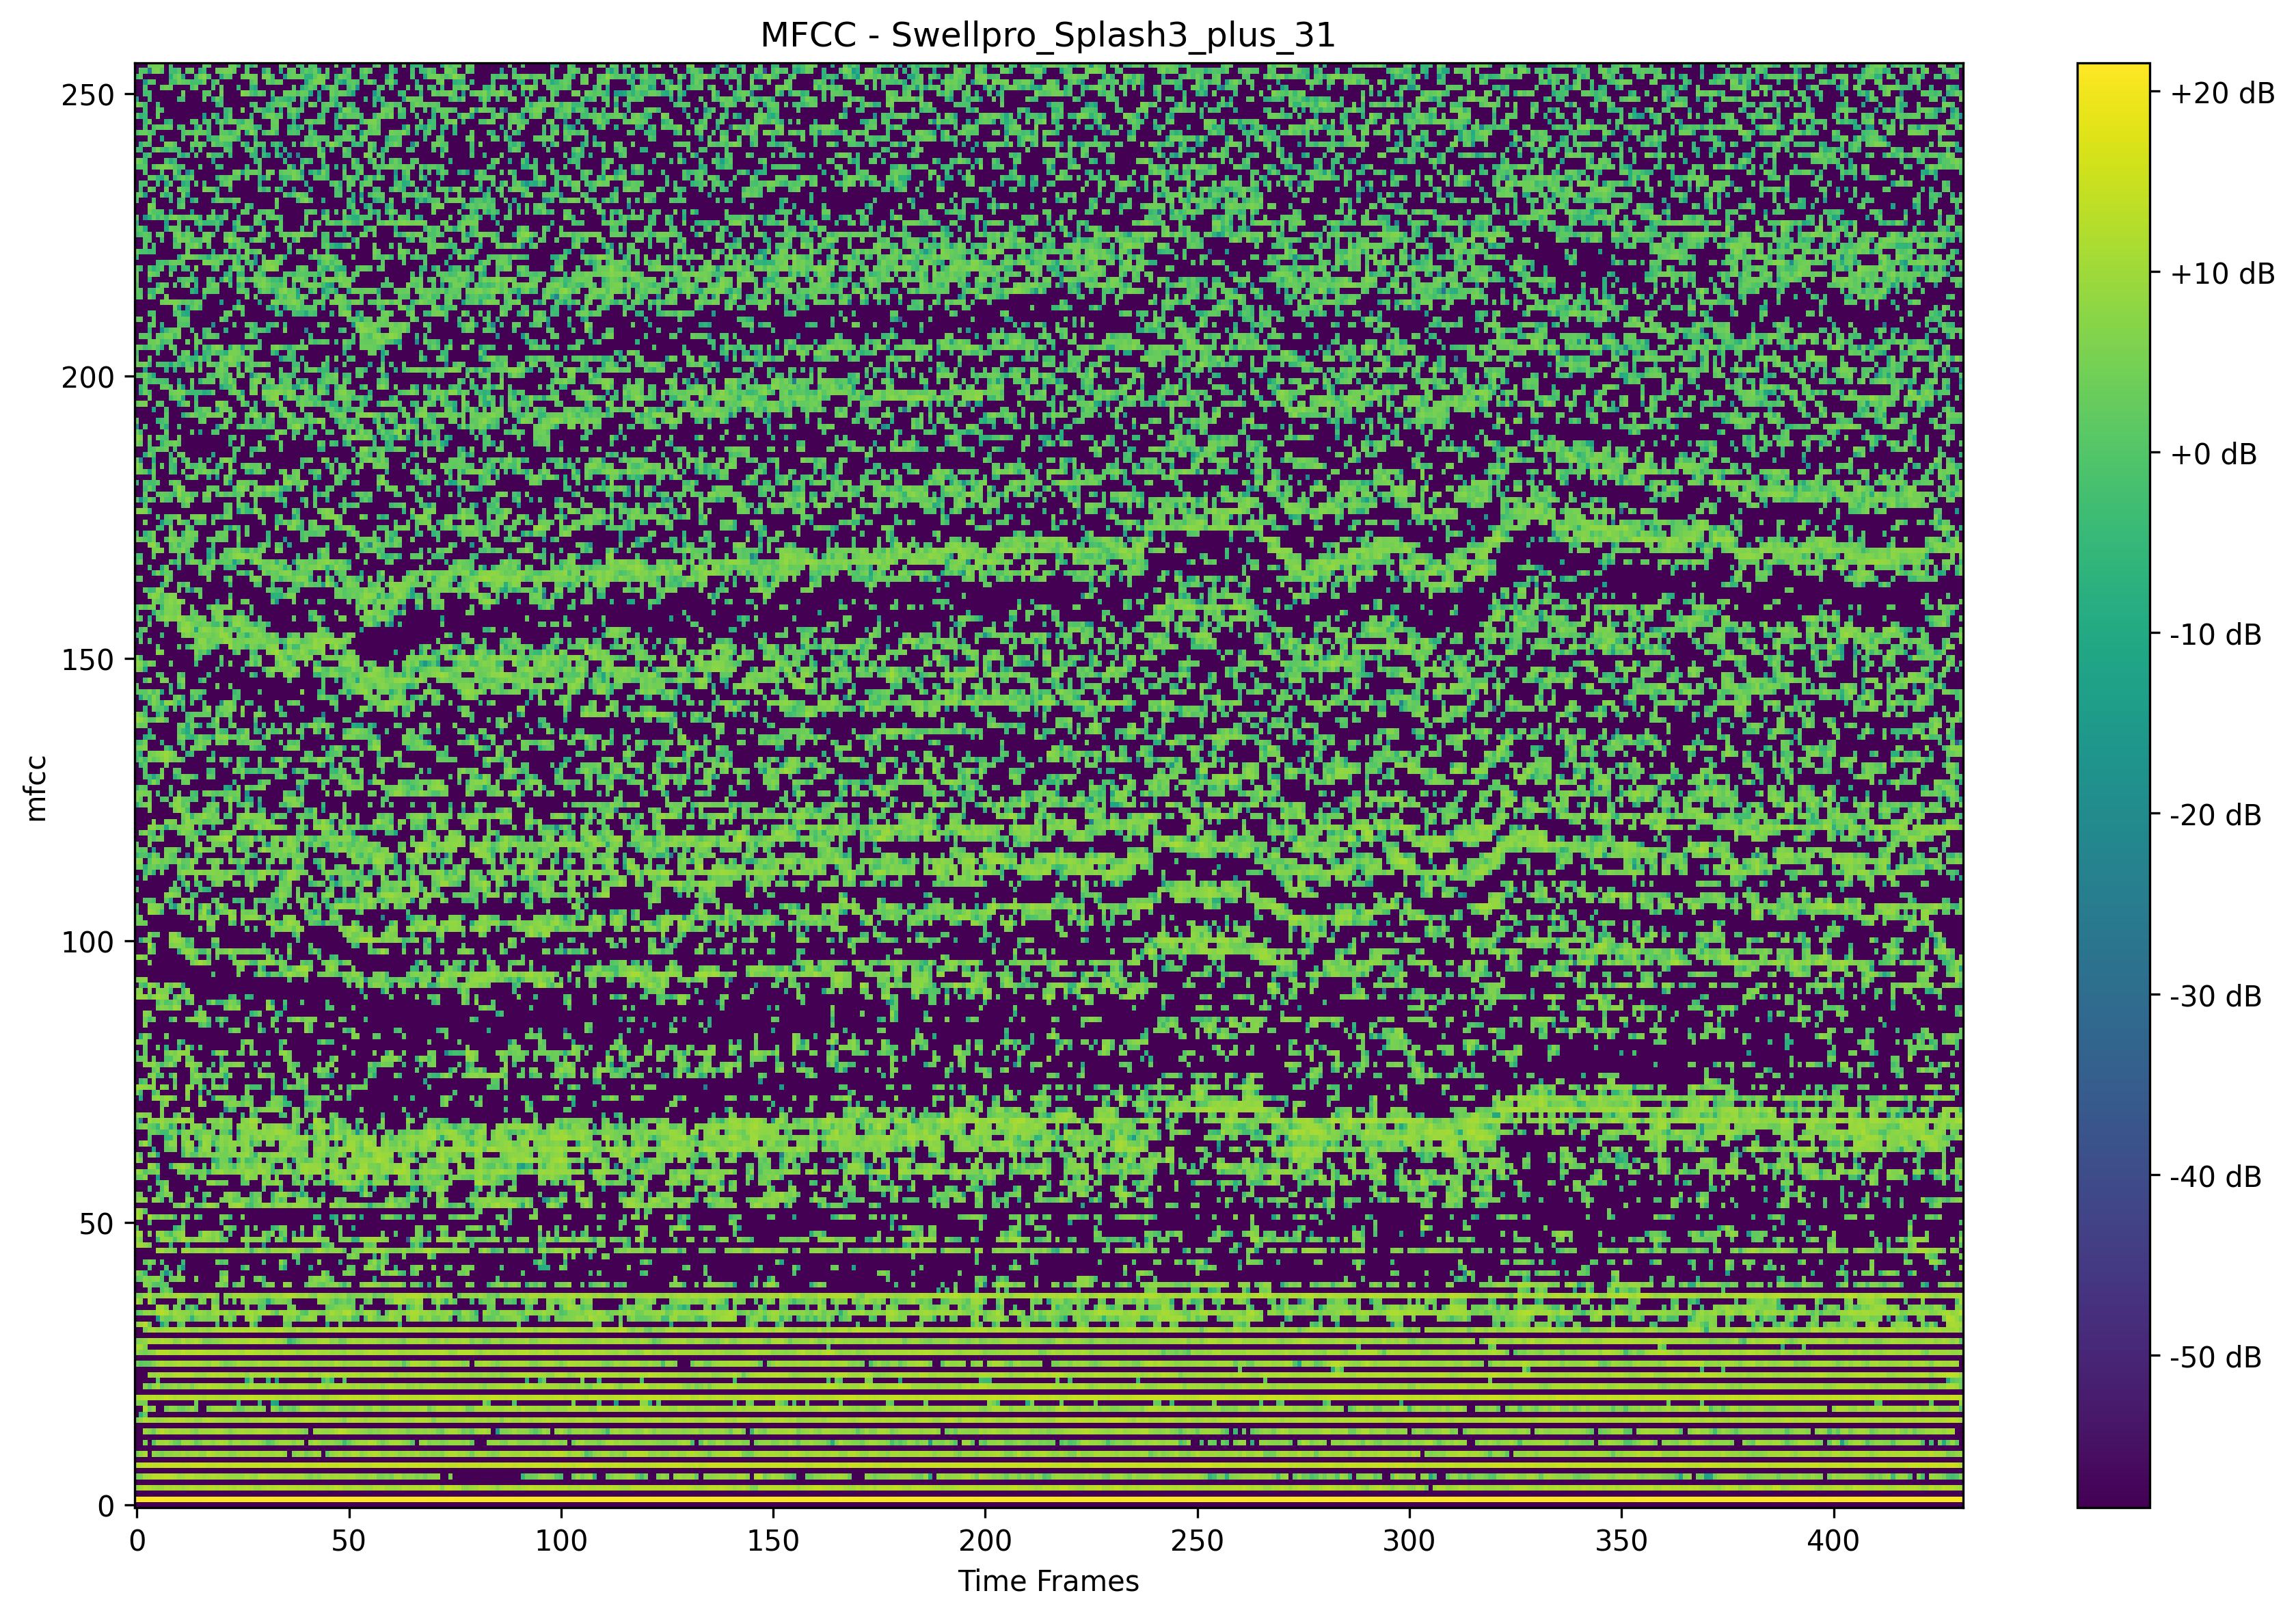 MFCC - Swellpro_Splash3_plus_31
250
200
150
100
50
0
mfcc
0 50 100 150 200 250 300 350 400
Time Frames
+20 dB
+10 dB
+0 dB
-10 dB
-20 dB
-30 dB
-40 dB
-50 dB